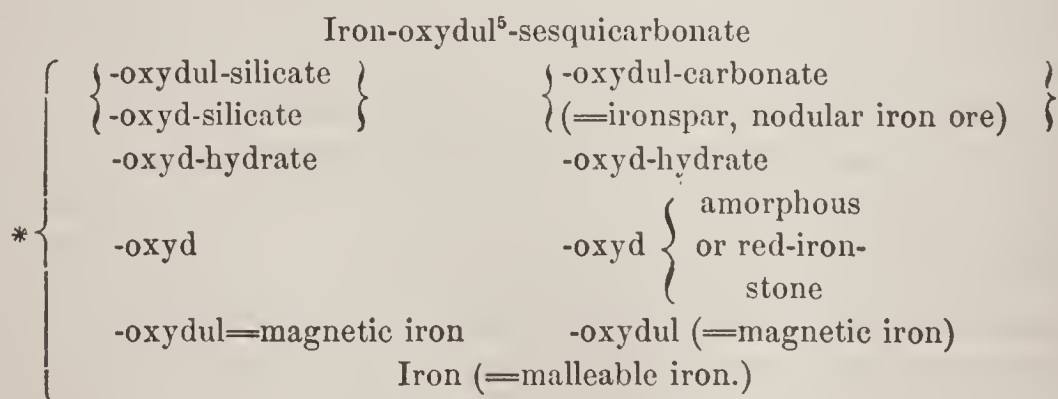 Iron-oxydul⁵-sesquicarbonate
-oxydul-silicate -oxydul-carbonate
-oxyd-silicate (=ironspar, nodular iron ore)
-oxyd-hydrate -oxyd-hydrate
amorphous
* -oxyd -oxyd or red-iron-
stone
-oxydul=magnetic iron -oxydul (=magnetic iron)
Iron (=malleable iron.)